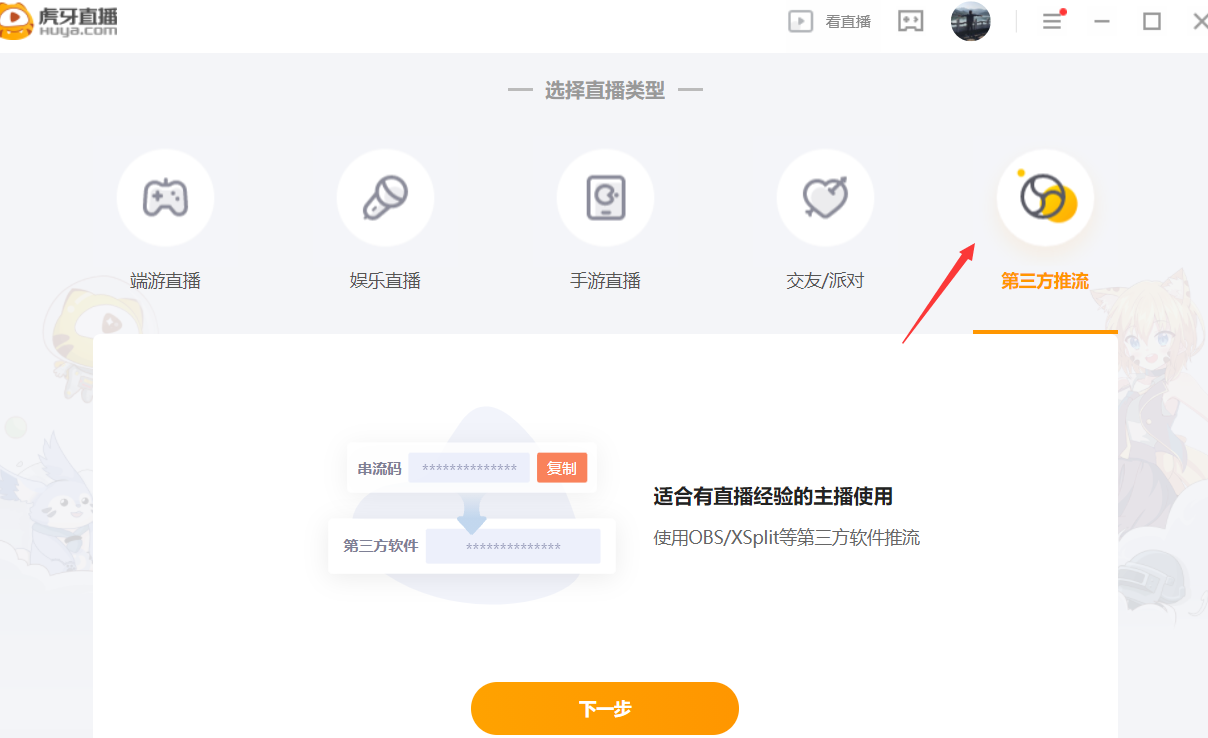 虎牙直播
HUYA.com
看直播
选择直播类型
端游直播
娱乐直播
手游直播
交友/派对
第三方推流
串流码 ************** 复制
第三方软件 **************
适合有直播经验的主播使用
使用OBS/XSplit等第三方软件推流
下一步